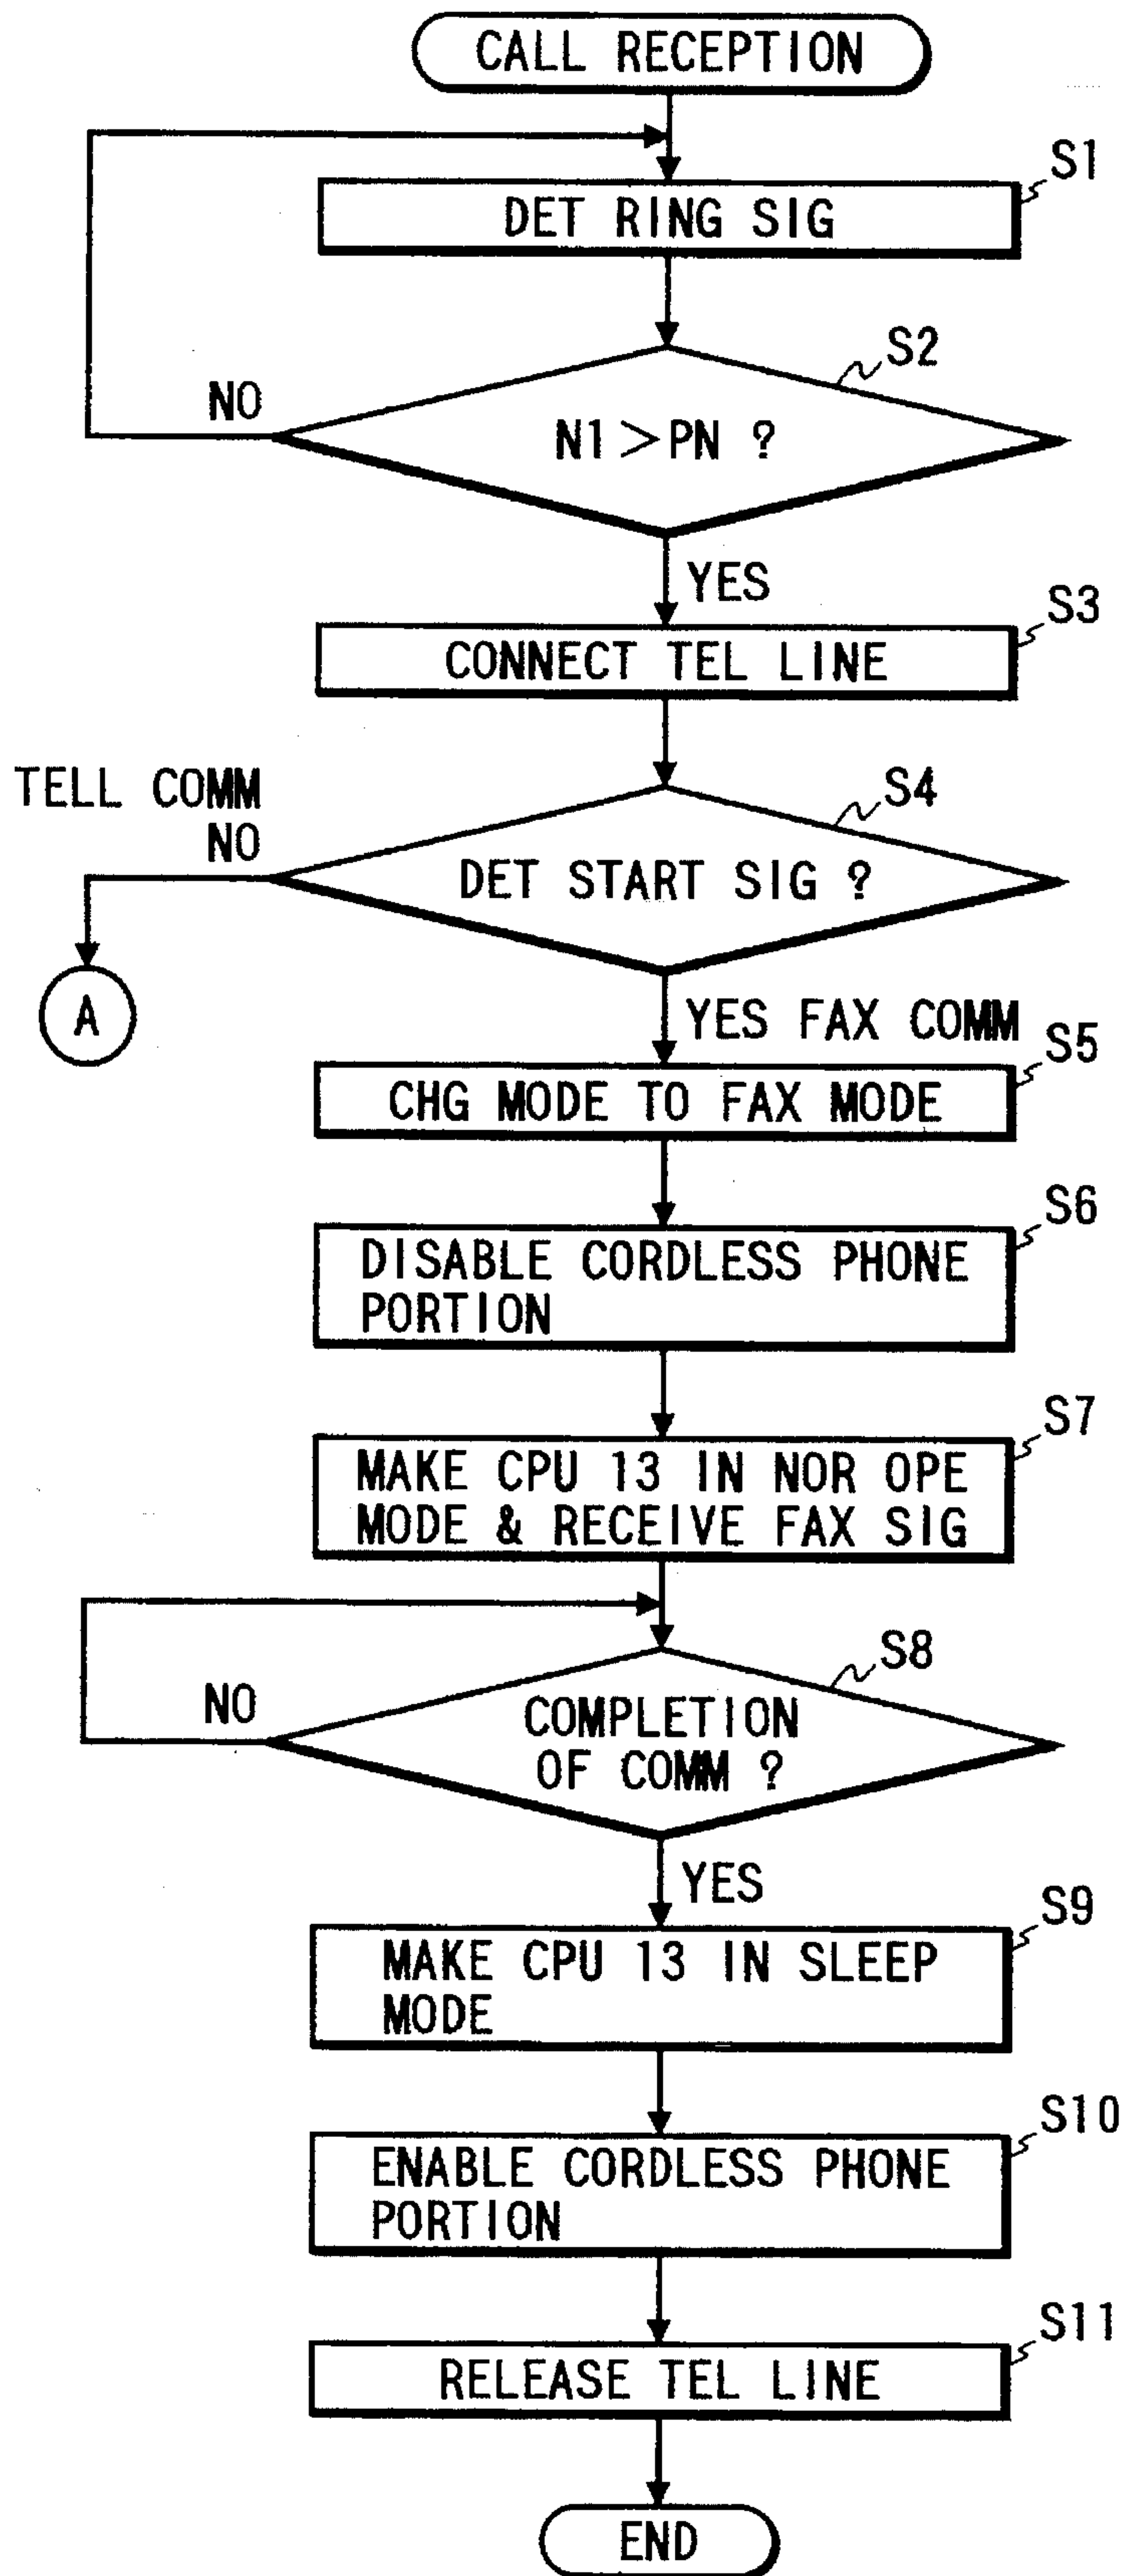 CALL RECEPTION
S1
DET RING SIG
S2
NO
N1 > PN ?
YES
S3
CONNECT TEL LINE
TELL COMM
NO
S4
DET START SIG ?
A
YES FAX COMM
S5
CHG MODE TO FAX MODE
S6
DISABLE CORDLESS PHONE
PORTION
S7
MAKE CPU 13 IN NOR OPE
MODE & RECEIVE FAX SIG
S8
NO
COMPLETION
OF COMM ?
YES
S9
MAKE CPU 13 IN SLEEP
MODE
S10
ENABLE CORDLESS PHONE
PORTION
S11
RELEASE TEL LINE
END